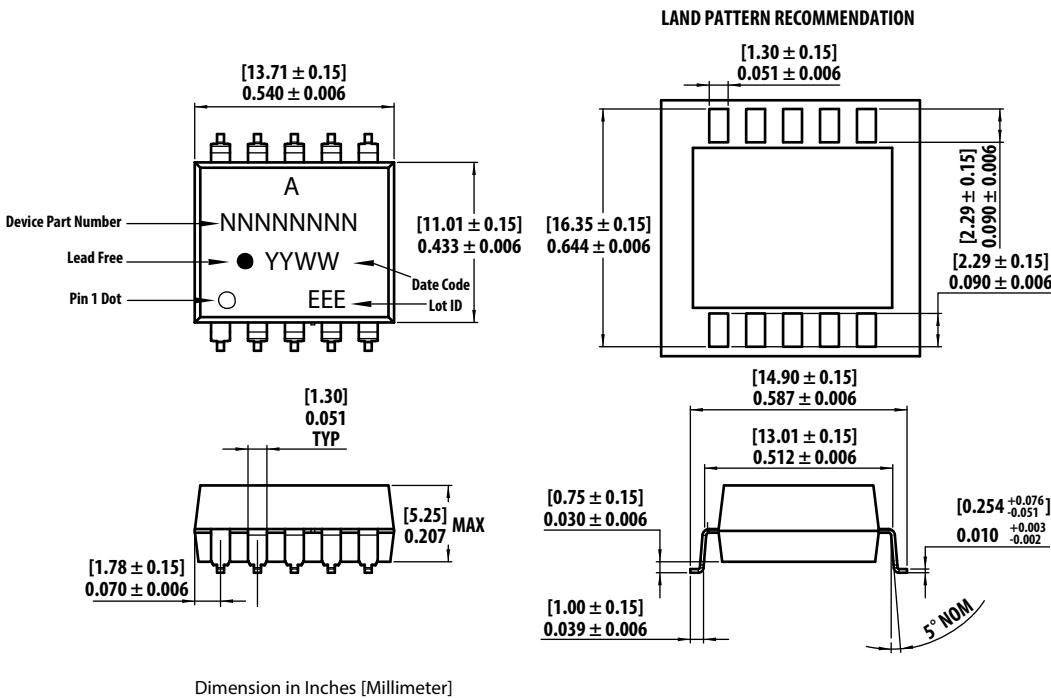 LAND PATTERN RECOMMENDATION
[13.71 ± 0.15]
0.540 ± 0.006
[1.30 ± 0.15]
0.051 ± 0.006
A
NNNNNNNNN
YYWW
EEE
Device Part Number
Lead Free
Pin 1 Dot
Date Code
Lot ID
[11.01 ± 0.15]
0.433 ± 0.006
[16.35 ± 0.15]
0.644 ± 0.006
[2.29 ± 0.15]
0.090 ± 0.006
[2.29 ± 0.15]
0.090 ± 0.006
[1.30]
0.051
TYP
[5.25]
0.207
MAX
[1.78 ± 0.15]
0.070 ± 0.006
[14.90 ± 0.15]
0.587 ± 0.006
[13.01 ± 0.15]
0.512 ± 0.006
[0.75 ± 0.15]
0.030 ± 0.006
[0.254 +0.076 -0.051]
0.010 +0.003 -0.002
[1.00 ± 0.15]
0.039 ± 0.006
5° NOM
Dimension in Inches [Millimeter]